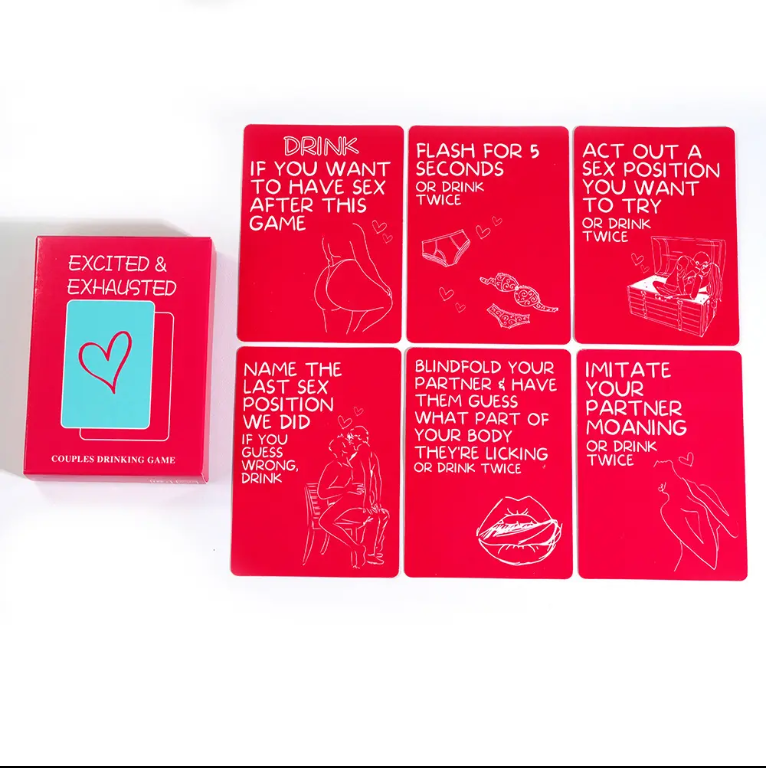 EXCITED &
EXHAUSTED
COUPLES DRINKING GAME
DRINK
IF YOU WANT
TO HAVE SEX
AFTER THIS
GAME
FLASH FOR 5
SECONDS
OR DRINK
TWICE
ACT OUT A
SEX POSITION
YOU WANT
TO TRY
OR DRINK
TWICE
NAME THE
LAST SEX
POSITION
WE DID
IF YOU
GUESS
WRONG,
DRINK
BLINDFOLD YOUR
PARTNER & HAVE
THEM GUESS
WHAT PART OF
YOUR BODY
THEY'RE LICKING
OR DRINK TWICE
IMITATE
YOUR
PARTNER
MOANING
OR DRINK
TWICE